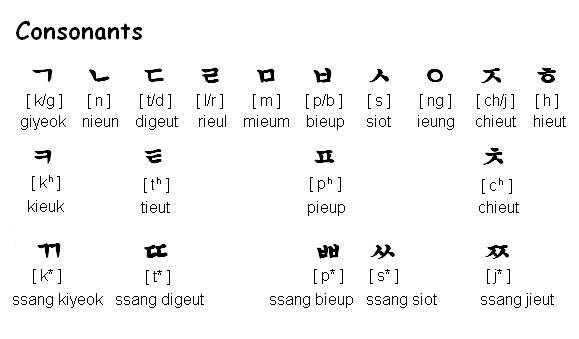 Consonants
ㄱ ㄴ ㄷ ㄹ ㅁ ㅂ ㅅ ㅇ ㅈ ㅎ
[ k/g ] [ n ] [ t/d ] [ l/r ] [ m ] [ p/b ] [ s ] [ ng ] [ ch/j ] [ h ]
giyeok nieun digeut rieul mieum bieup siot ieung chieut hieut
ㅋ ㅌ ㅍ ㅊ
[ kʰ ] [ tʰ ] [ pʰ ] [ cʰ ]
kieuk tieut pieup chieut
ㄲ ㄸ ㅃ ㅆ ㅉ
[ k* ] [ t* ] [ p* ] [ s* ] [ j* ]
ssang kiyeok ssang digeut ssang bieup ssang siot ssang jieut